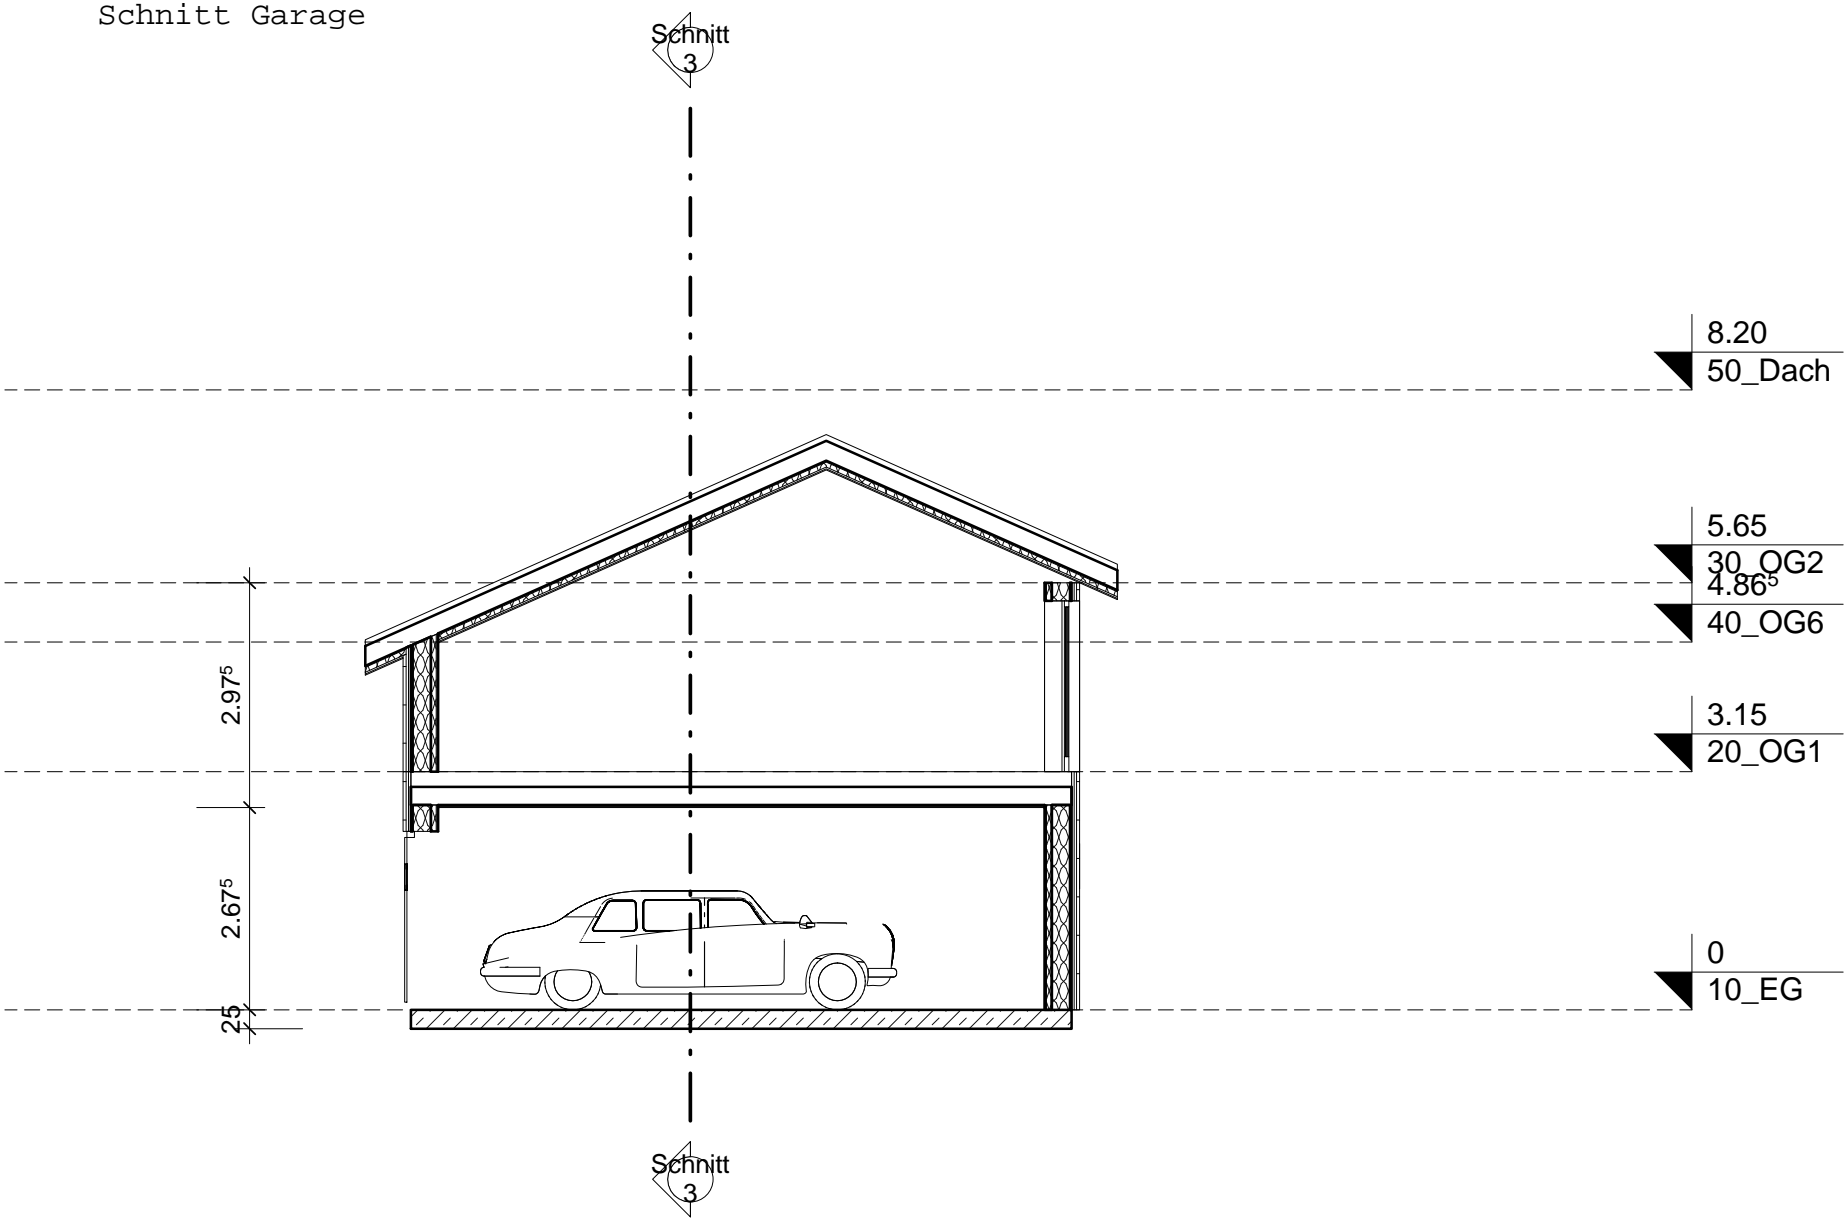 Schnitt Garage
Schnitt
3
8.20
50_Dach
5.65
30_OG2
4.86⁵
40_OG6
2.97⁵
3.15
20_OG1
2.67⁵
0
10_EG
25
Schnitt
3